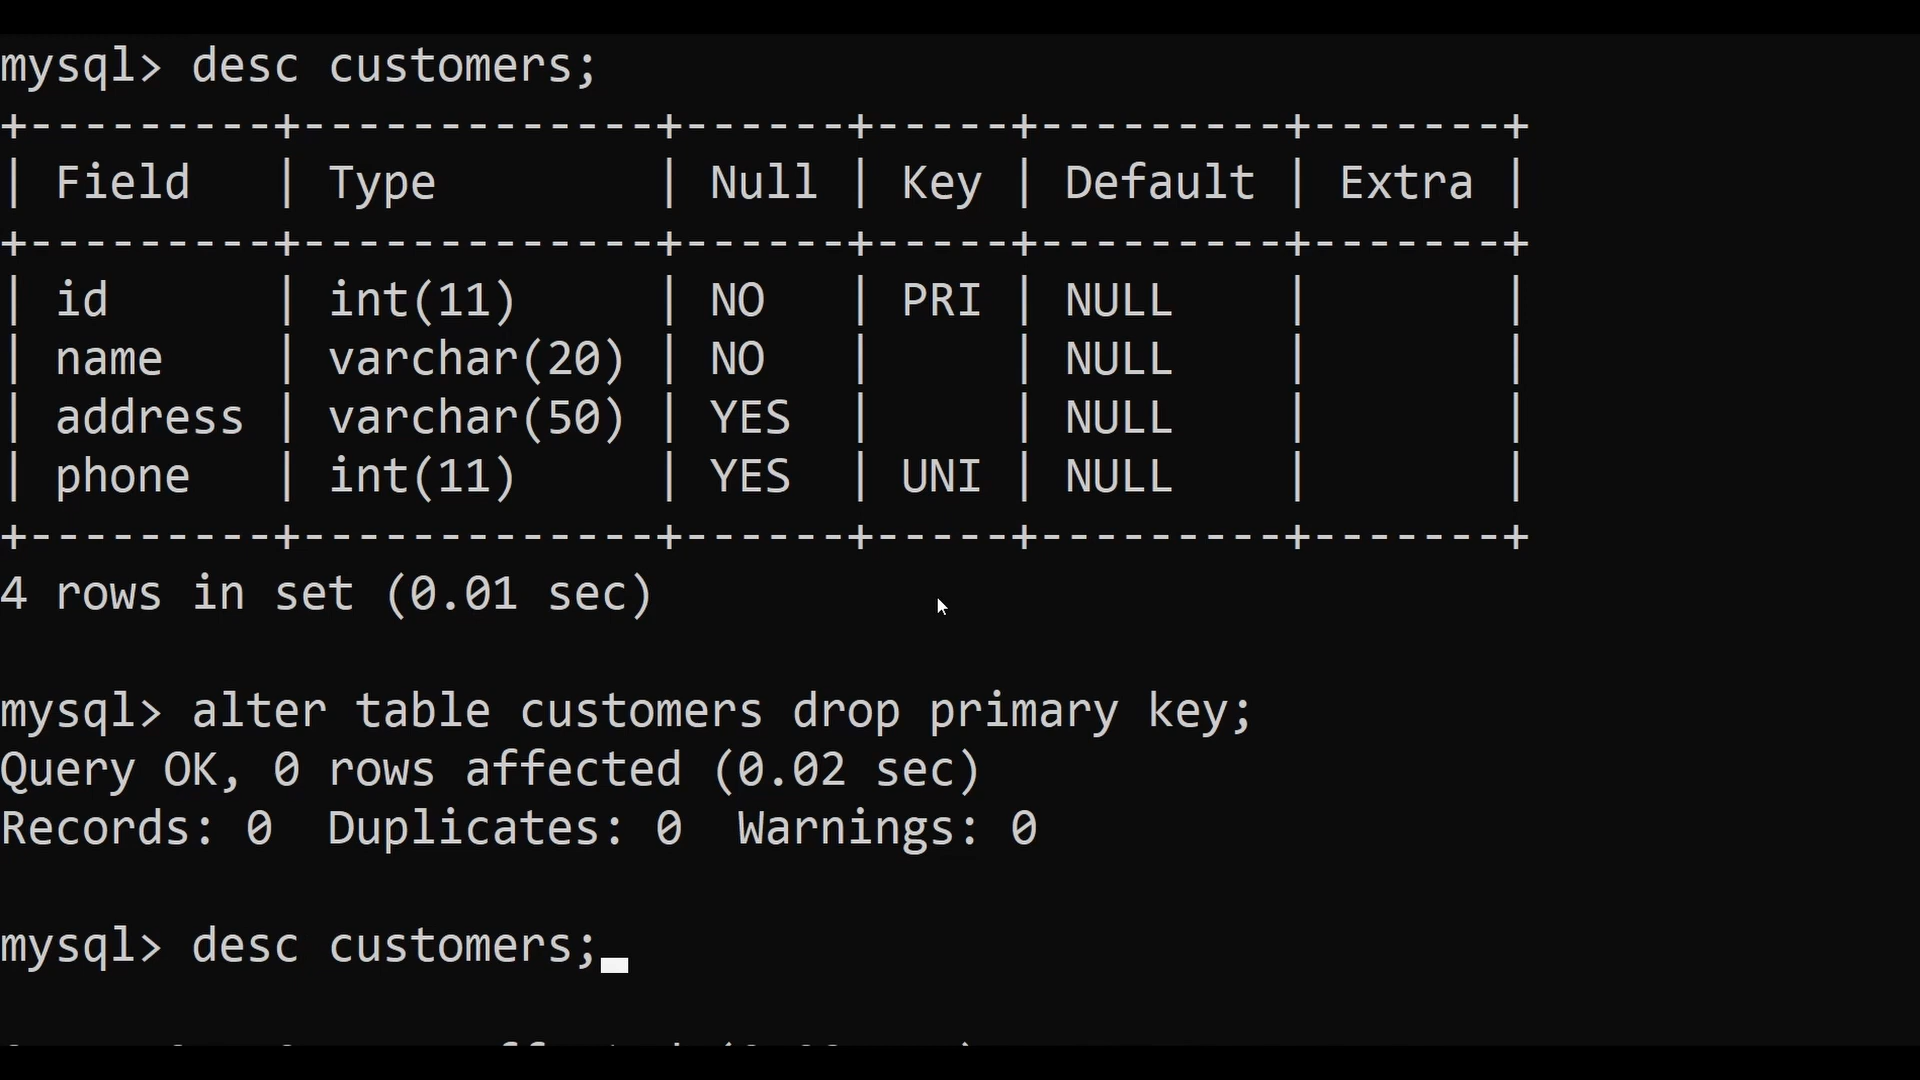 mysql> desc customers;
+---------+-------------+------+-----+---------+-------+
| Field   | Type        | Null | Key | Default | Extra |
+---------+-------------+------+-----+---------+-------+
| id      | int(11)     | NO   | PRI | NULL    |       |
| name    | varchar(20) | NO   |     | NULL    |       |
| address | varchar(50) | YES  |     | NULL    |       |
| phone   | int(11)     | YES  | UNI | NULL    |       |
+---------+-------------+------+-----+---------+-------+
4 rows in set (0.01 sec)
mysql> alter table customers drop primary key;
Query OK, 0 rows affected (0.02 sec)
Records: 0  Duplicates: 0  Warnings: 0
mysql> desc customers;